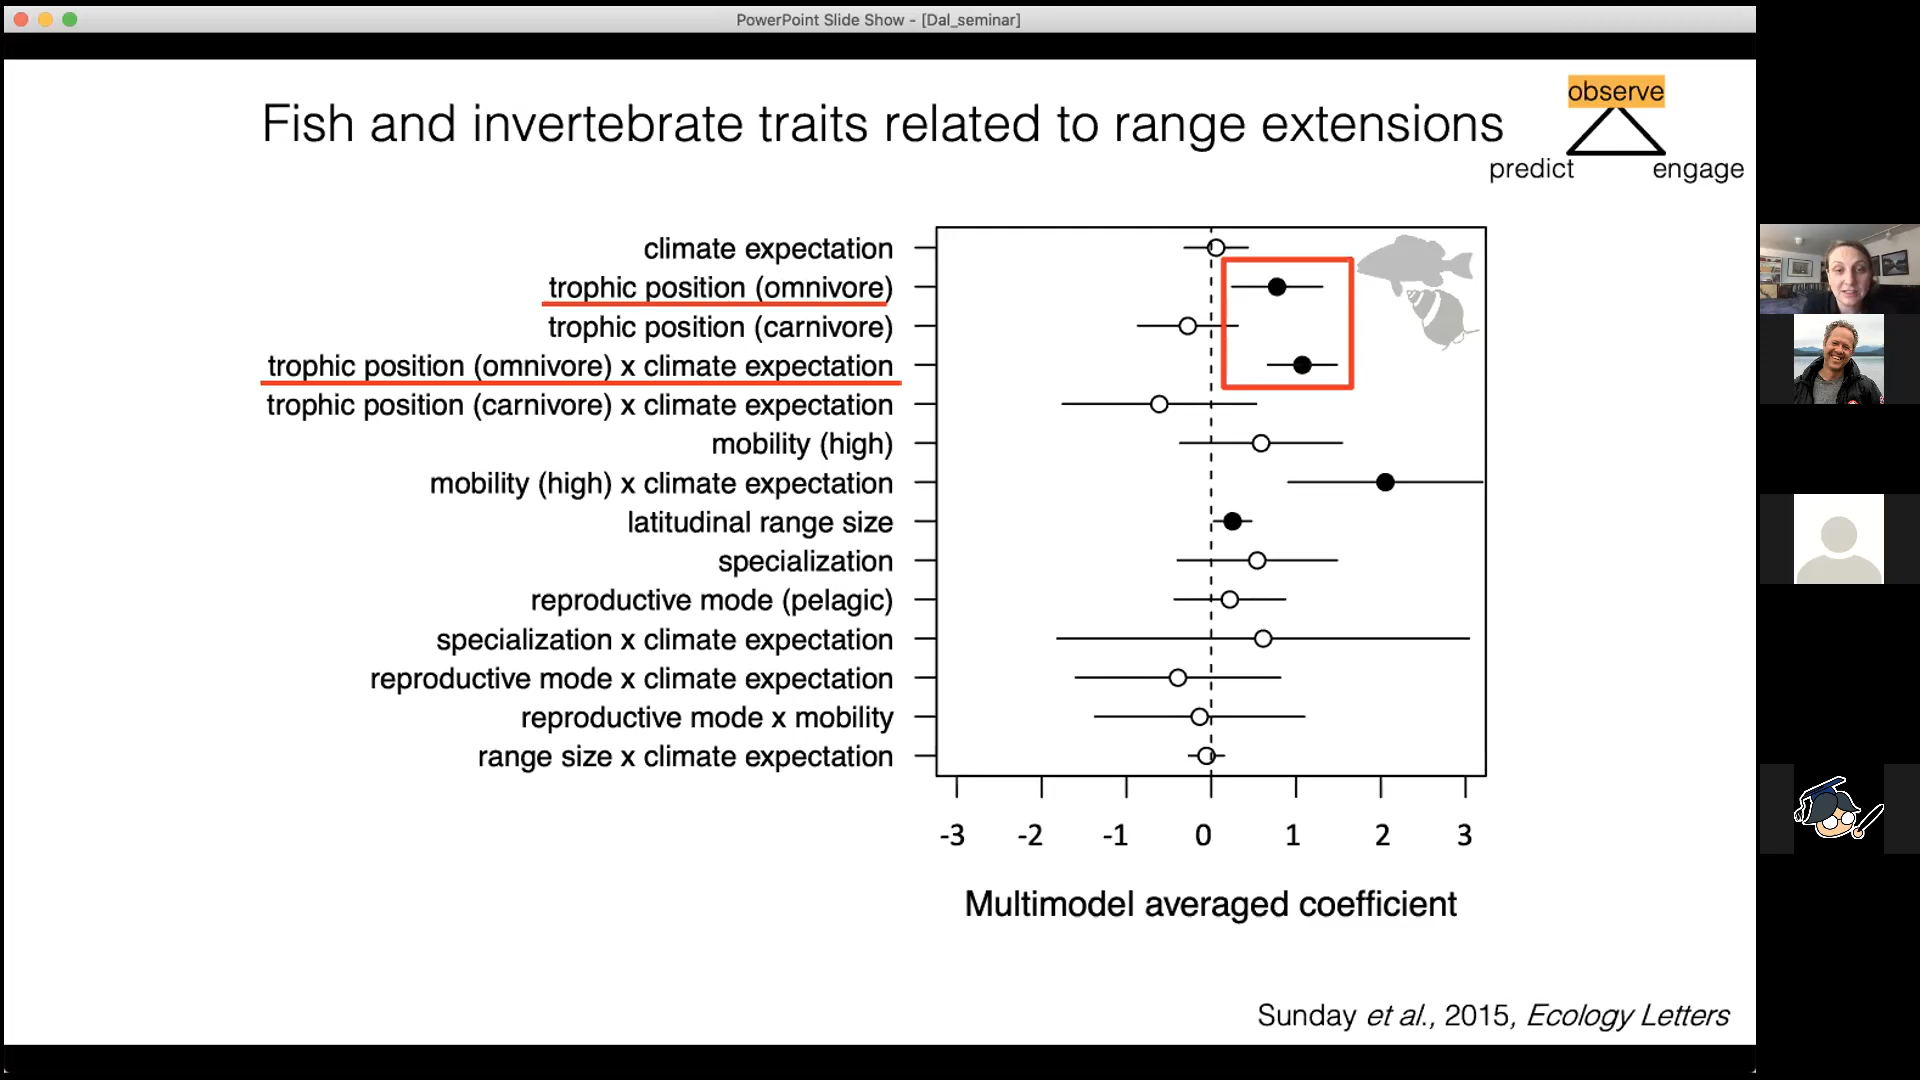 PowerPoint Slide Show - [Dal_seminar]
Fish and invertebrate traits related to range extensions
observe
predict
engage
climate expectation
trophic position (omnivore)
trophic position (carnivore)
trophic position (omnivore) x climate expectation
trophic position (carnivore) x climate expectation
mobility (high)
mobility (high) x climate expectation
latitudinal range size
specialization
reproductive mode (pelagic)
specialization x climate expectation
reproductive mode x climate expectation
reproductive mode x mobility
range size x climate expectation
-3 -2 -1 0 1 2 3
Multimodel averaged coefficient
Sunday et al., 2015, Ecology Letters